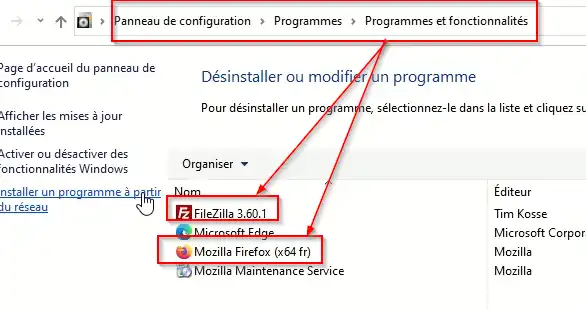 Panneau de configuration > Programmes > Programmes et fonctionnalités
Page d'accueil du panneau de
configuration
Afficher les mises à jour
installées
Activer ou désactiver des
fonctionnalités Windows
Installer un programme à partir
du réseau
Désinstaller ou modifier un programme
Pour désinstaller un programme, sélectionnez-le dans la liste et cliquez su
Organiser
Nom Éditeur
FileZilla 3.60.1 Tim Kosse
Microsoft Edge Microsoft Corpora
Mozilla Firefox (x64 fr) Mozilla
Mozilla Maintenance Service Mozilla